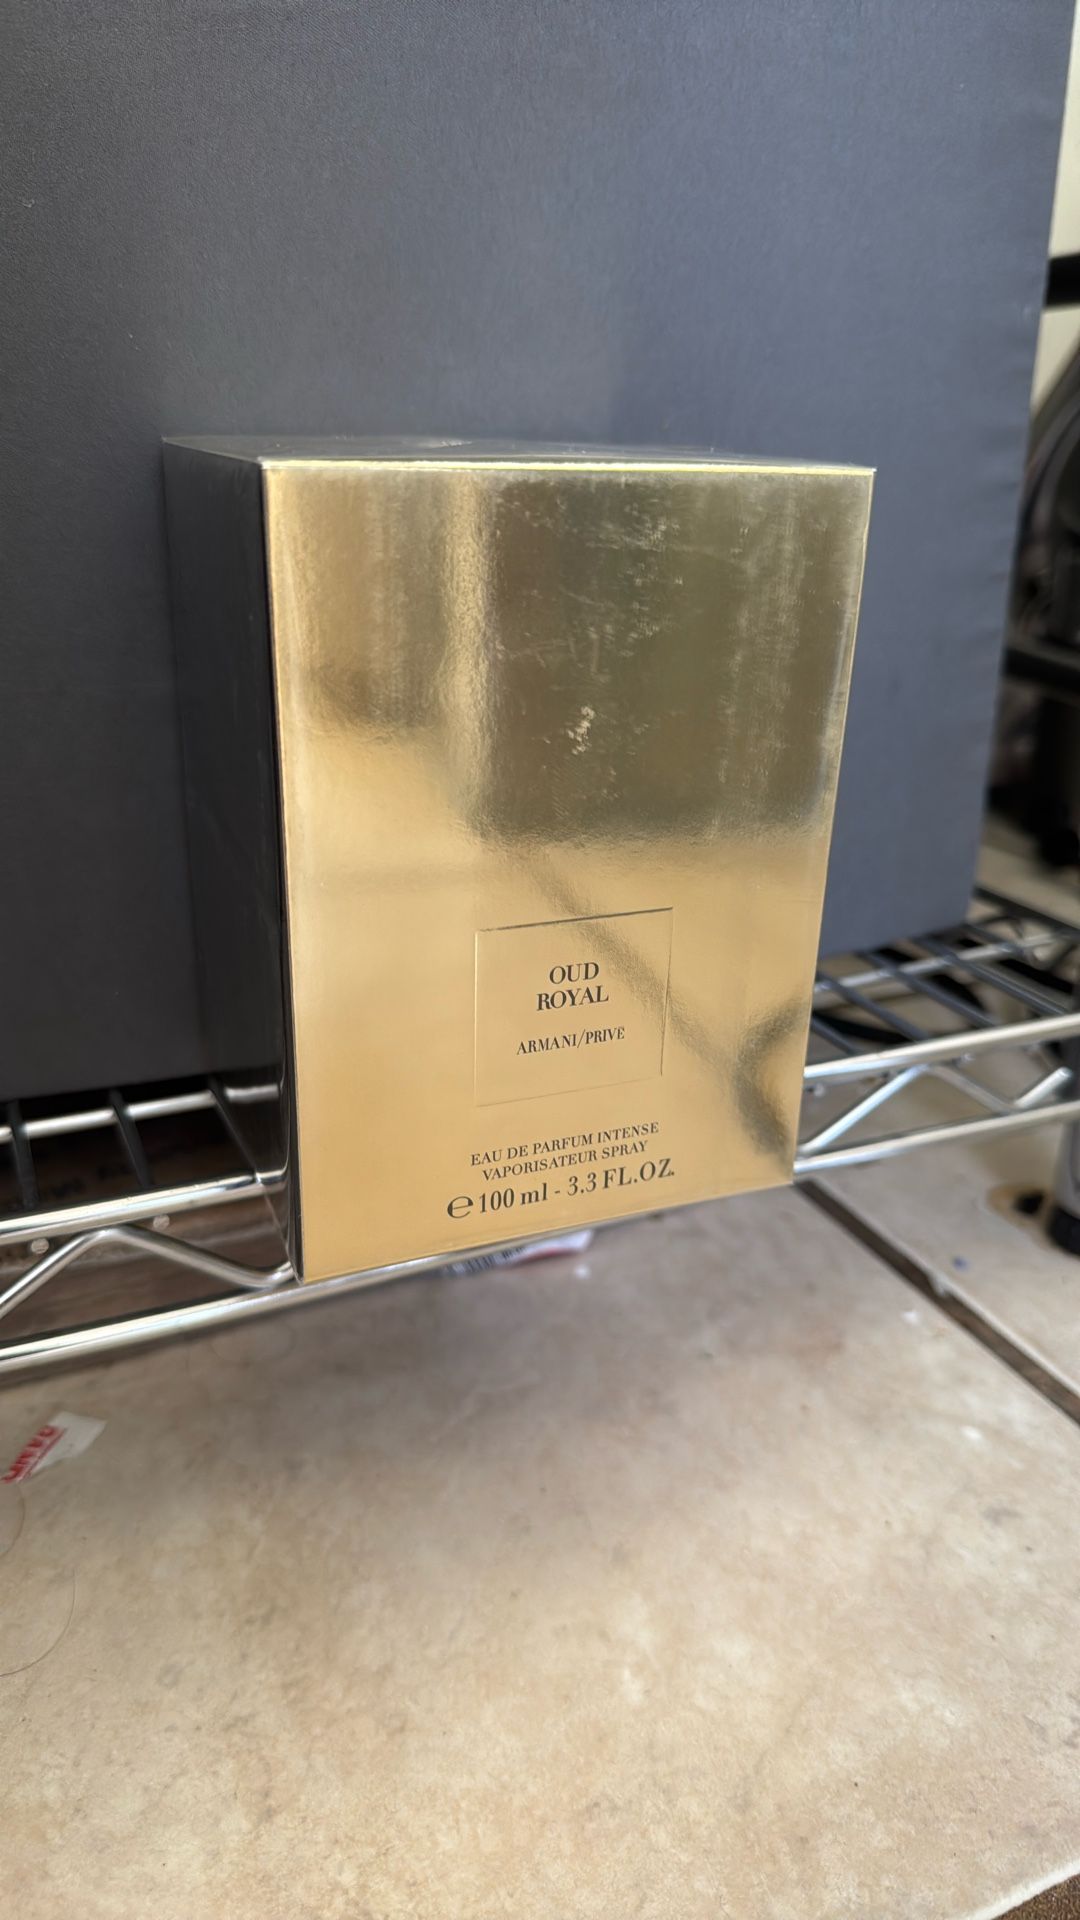 OUD
ROYAL
ARMANI/PRIVÉ
EAU DE PARFUM INTENSE
VAPORISATEUR SPRAY
℮ 100 ml - 3.3 FL.OZ.